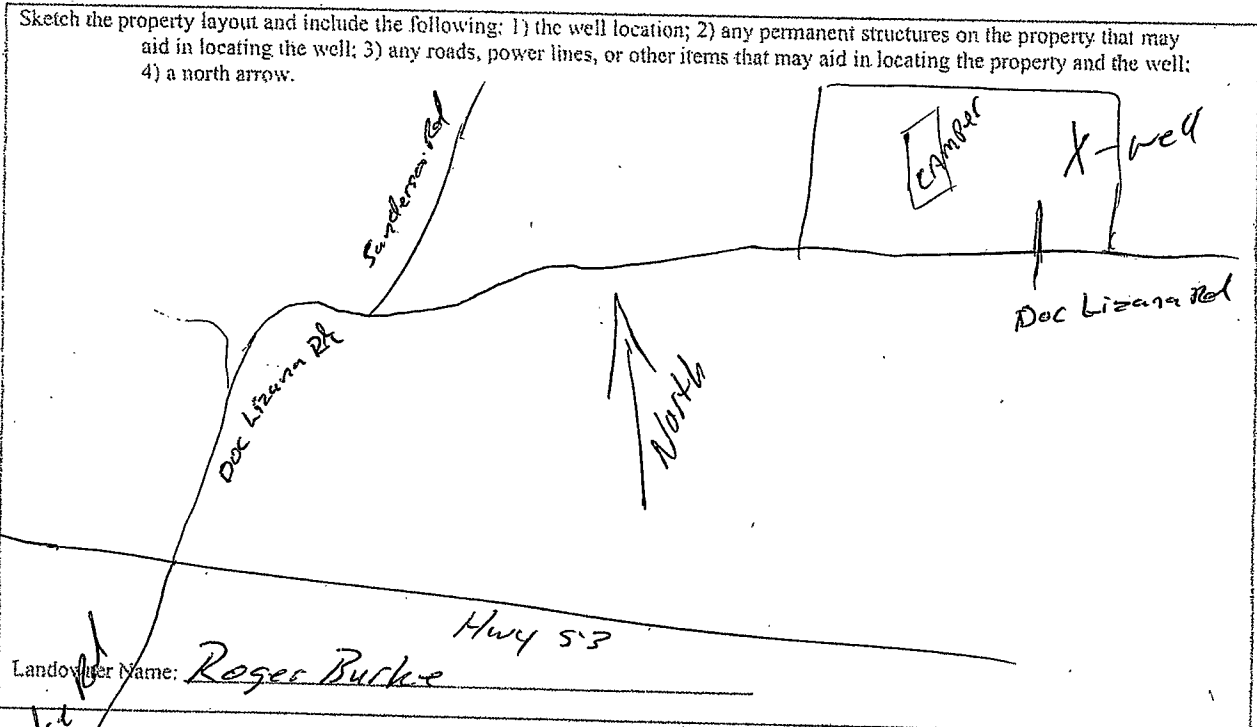 Sketch the property layout and include the following: 1) the well location; 2) any permanent structures on the property that may
aid in locating the well; 3) any roads, power lines, or other items that may aid in locating the property and the well;
4) a north arrow.
Sanderson Rd
CAMPER
X-well
Doc Lizana Rd
Doc Lizana Rd
North
Hwy 53
Landowner Name: Roger Burke
Rd